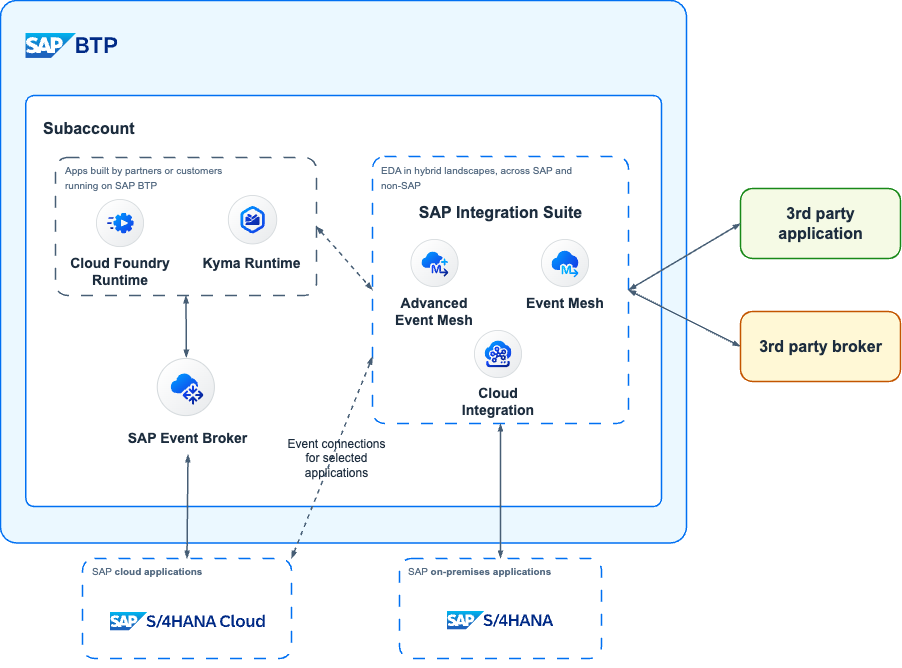 SAP BTP
Subaccount
Apps built by partners or customers
running on SAP BTP
Cloud Foundry
Runtime
Kyma Runtime
EDA in hybrid landscapes, across SAP and
non-SAP
SAP Integration Suite
M
Advanced
Event Mesh
M
Event Mesh
Cloud
Integration
SAP Event Broker
Event connections
for selected
applications
3rd party
application
3rd party broker
SAP cloud applications
SAP S/4HANA Cloud
SAP on-premises applications
SAP S/4HANA